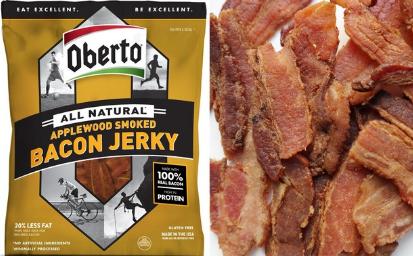 EAT EXCELLENT.
BE EXCELLENT.
Oberto
ALL NATURAL
APPLEWOOD SMOKED
BACON JERKY
MADE WITH
100%
REAL BACON
HIGH IN
PROTEIN
30% LESS FAT
GLUTEN FREE
MADE IN THE USA
*NO ARTIFICIAL INGREDIENTS
MINIMALLY PROCESSED